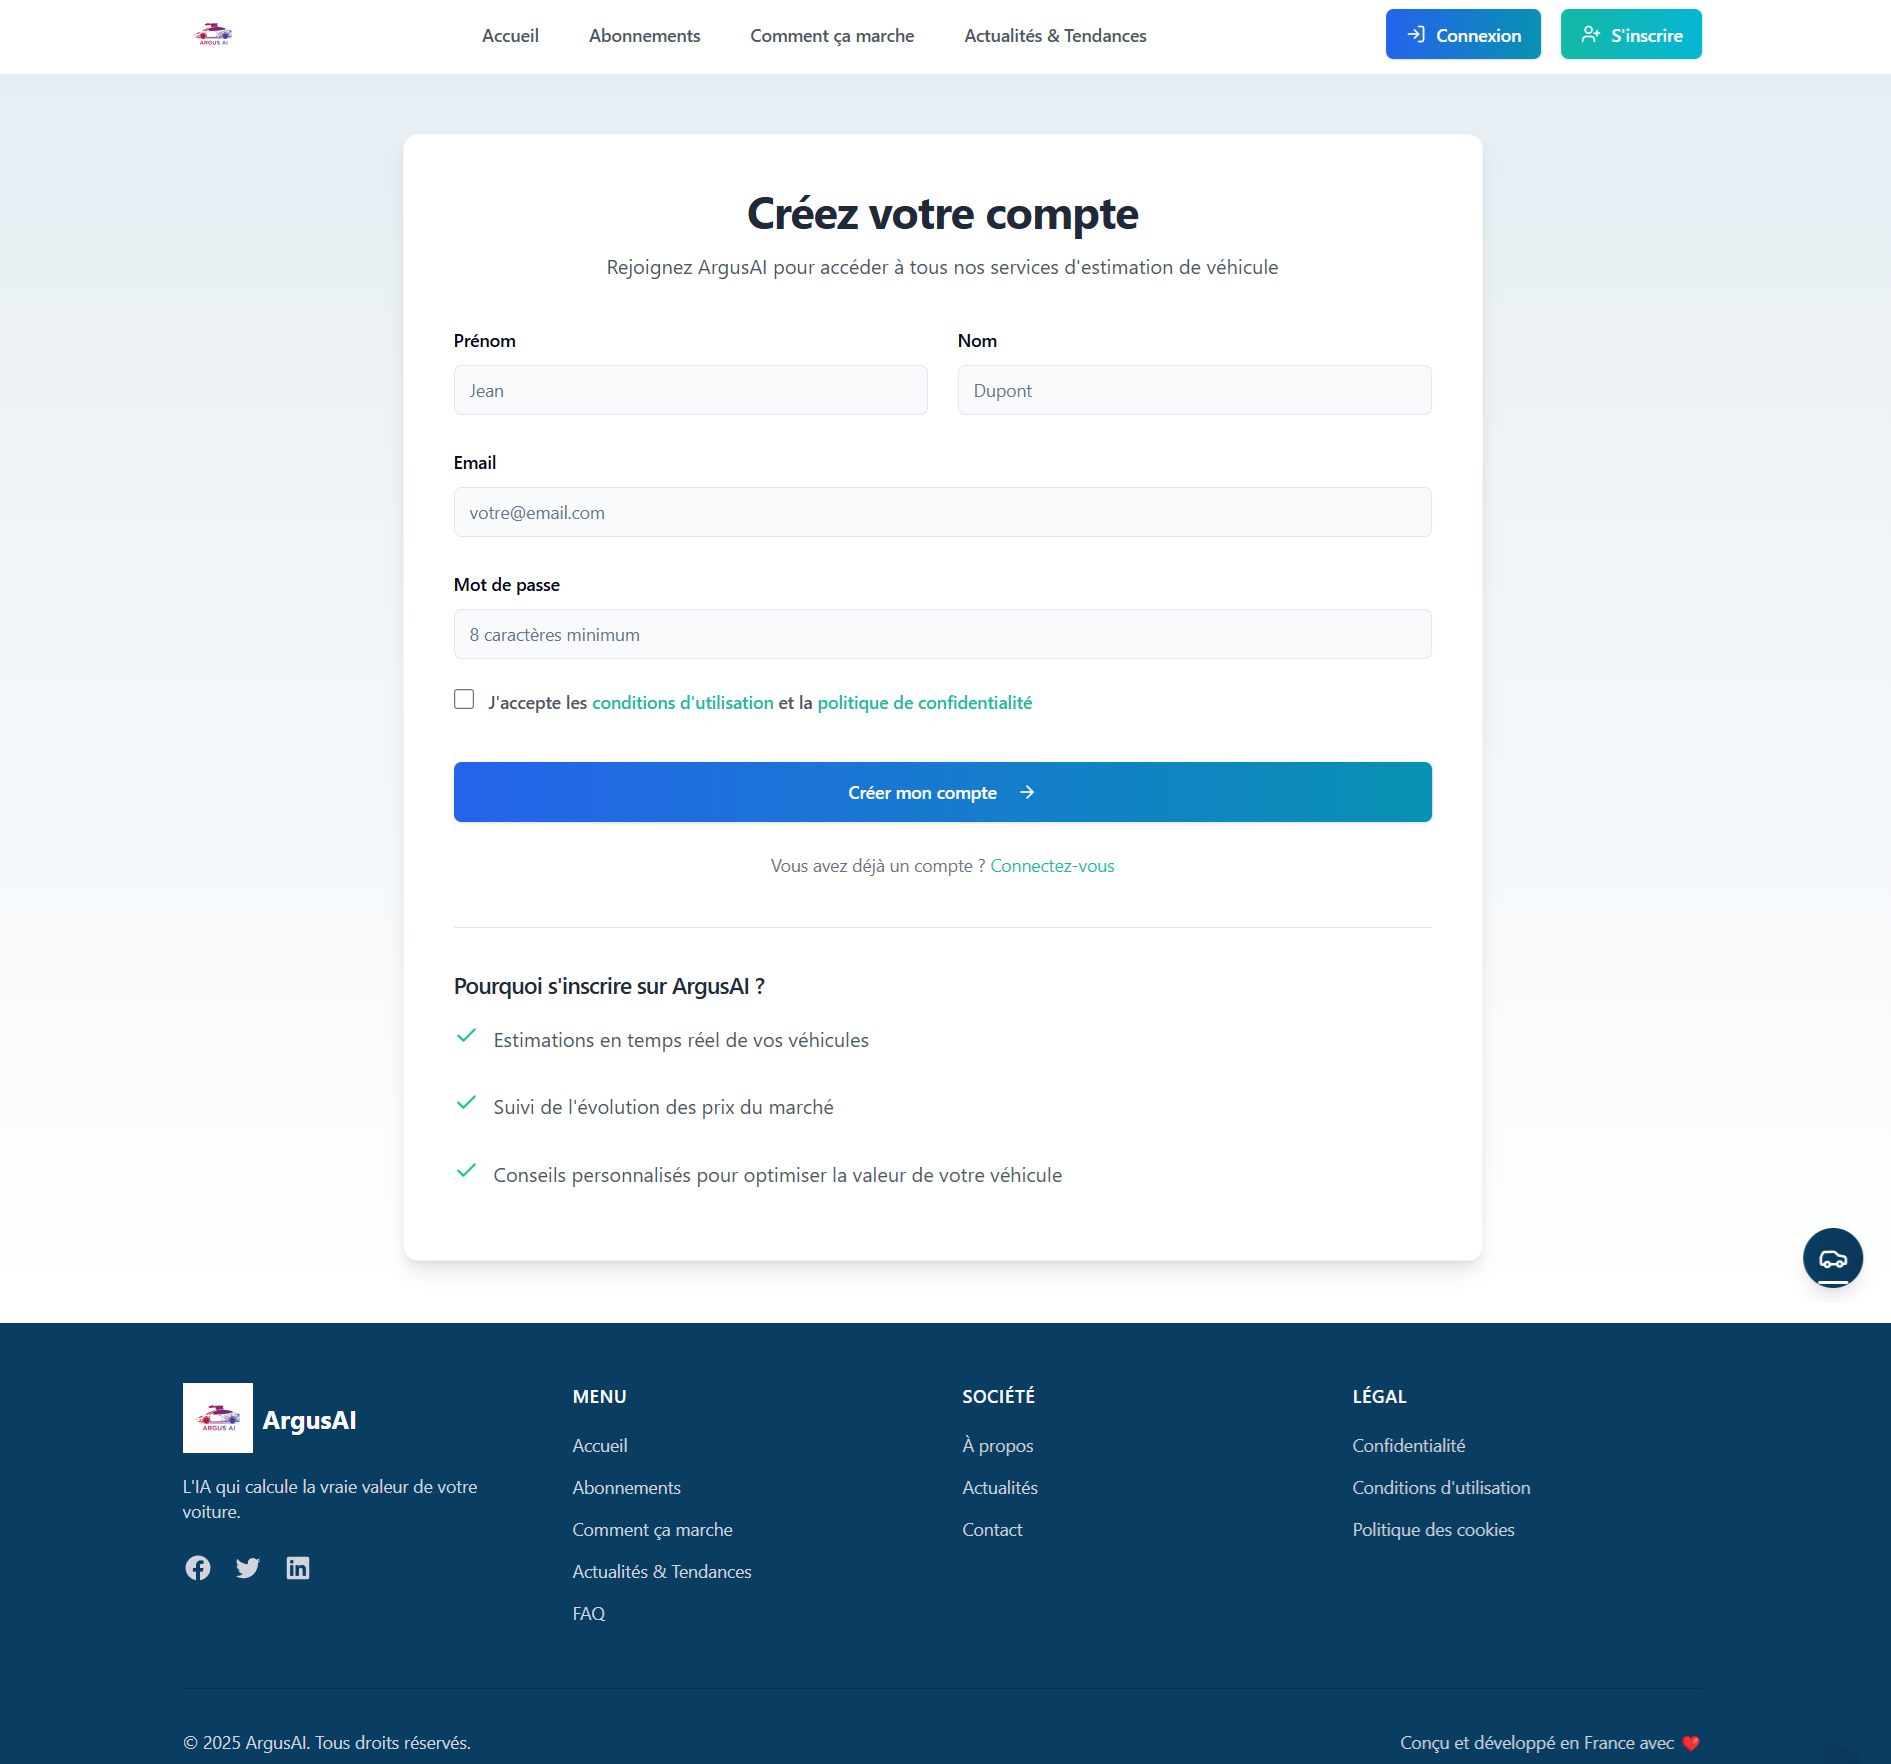 ARGUS AI
Accueil
Abonnements
Comment ça marche
Actualités & Tendances
Connexion
S'inscrire
Créez votre compte
Rejoignez ArgusAI pour accéder à tous nos services d'estimation de véhicule
Prénom
Nom
Jean
Dupont
Email
votre@email.com
Mot de passe
8 caractères minimum
J'accepte les conditions d'utilisation et la politique de confidentialité
Créer mon compte
Vous avez déjà un compte ? Connectez-vous
Pourquoi s'inscrire sur ArgusAI ?
Estimations en temps réel de vos véhicules
Suivi de l'évolution des prix du marché
Conseils personnalisés pour optimiser la valeur de votre véhicule
ARGUS AI
ArgusAI
L'IA qui calcule la vraie valeur de votre
voiture.
MENU
Accueil
Abonnements
Comment ça marche
Actualités & Tendances
FAQ
SOCIÉTÉ
À propos
Actualités
Contact
LÉGAL
Confidentialité
Conditions d'utilisation
Politique des cookies
© 2025 ArgusAI. Tous droits réservés.
Conçu et développé en France avec ❤️